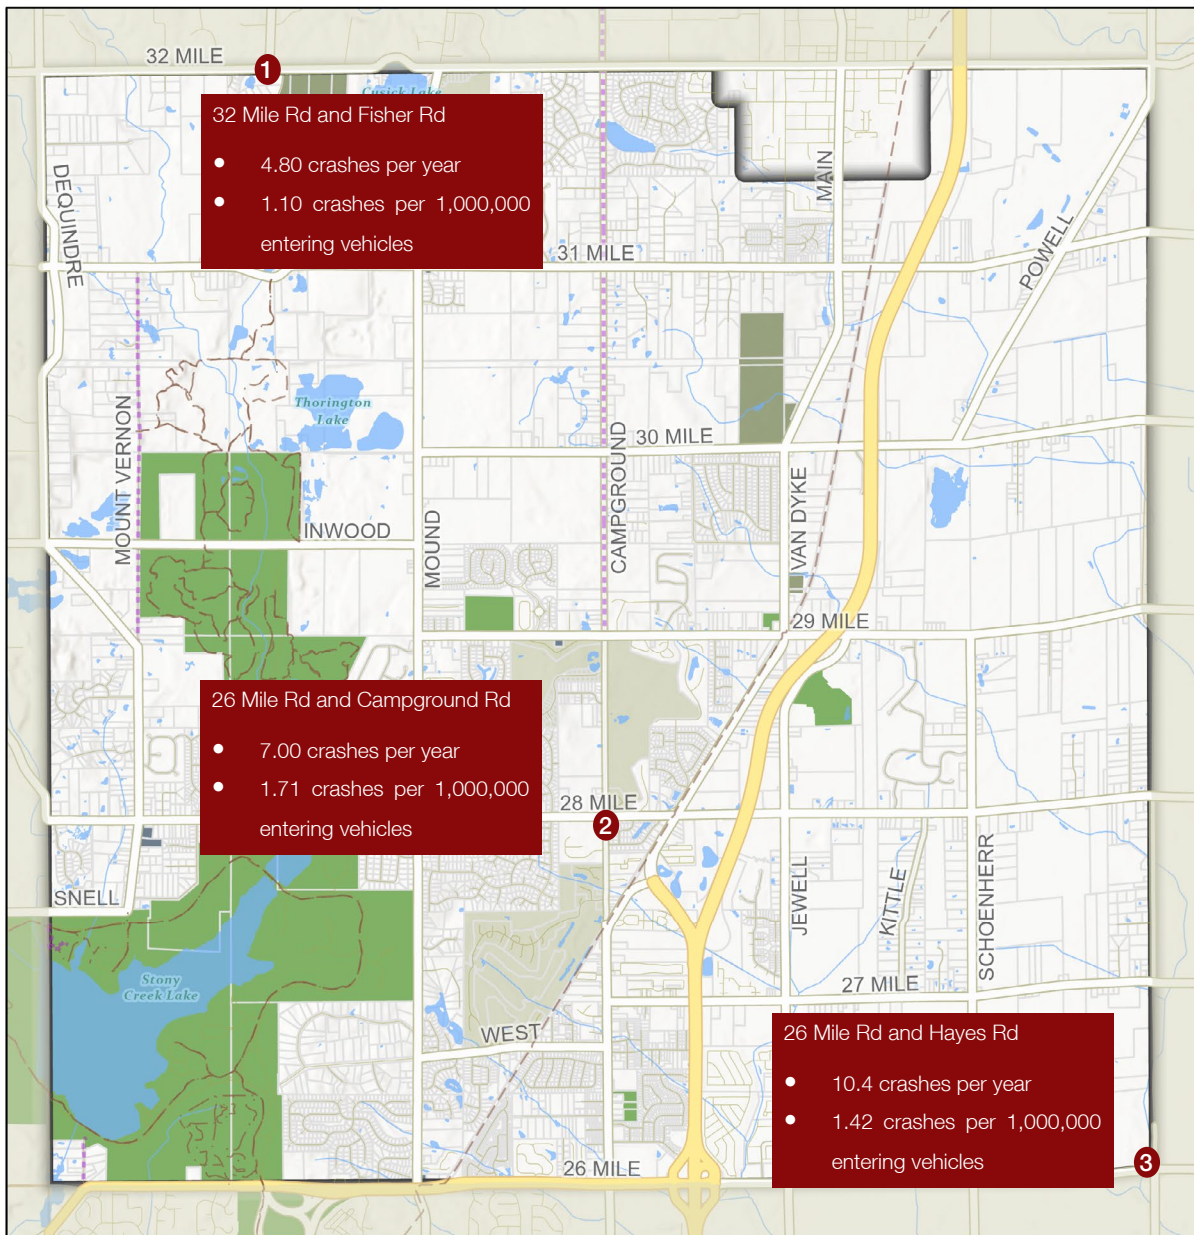 32 MILE
1
Cusick Lake
32 Mile Rd and Fisher Rd
• 4.80 crashes per year
• 1.10 crashes per 1,000,000
entering vehicles
DEQUINDRE
MAIN
31 MILE
POWELL
MOUNT VERNON
Thorington
Lake
CAMPGROUND
30 MILE
VAN DYKE
INWOOD
MOUND
29 MILE
26 Mile Rd and Campground Rd
• 7.00 crashes per year
• 1.71 crashes per 1,000,000
entering vehicles
28 MILE
2
SNELL
JEWELL
KITTLE
SCHOENHERR
Stony
Creek Lake
27 MILE
WEST
26 Mile Rd and Hayes Rd
• 10.4 crashes per year
• 1.42 crashes per 1,000,000
entering vehicles
26 MILE
3